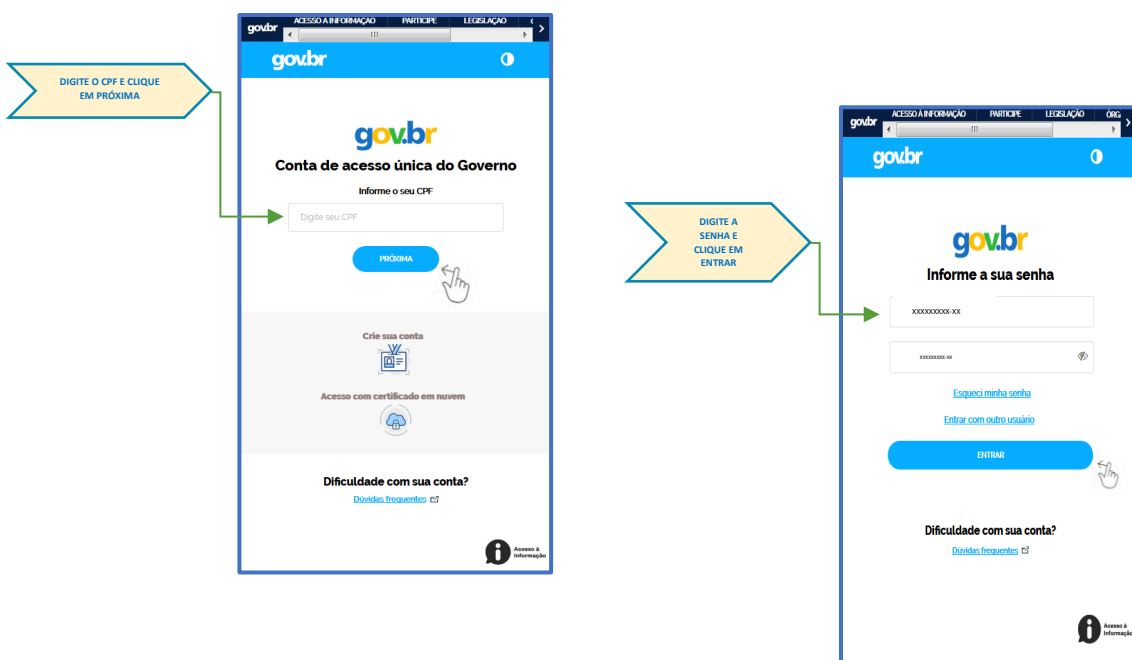 DIGITE O CPF E CLIQUE
EM PRÓXIMA
gov.br
ACESSO A INFORMAÇÃO PARTICIPE LEGISLAÇÃO
gov.br
gov.br
Conta de acesso única do Governo
Informe o seu CPF
Digite seu CPF
PRÓXIMA
Crie sua conta
Acesso com certificado em nuvem
Dificuldade com sua conta?
Dúvidas frequentes
Acesso à
Informação
DIGITE A
SENHA E
CLIQUE EM
ENTRAR
gov.br
ACESSO À INFORMAÇÃO PARTICIPE LEGISLAÇÃO ÓRG
gov.br
gov.br
Informe a sua senha
xxxxxxxxx-xx
xxxxxxxxx-xx
Esqueci minha senha
Entrar com outro usuário
ENTRAR
Dificuldade com sua conta?
Dúvidas frequentes
Acesso à
Informação